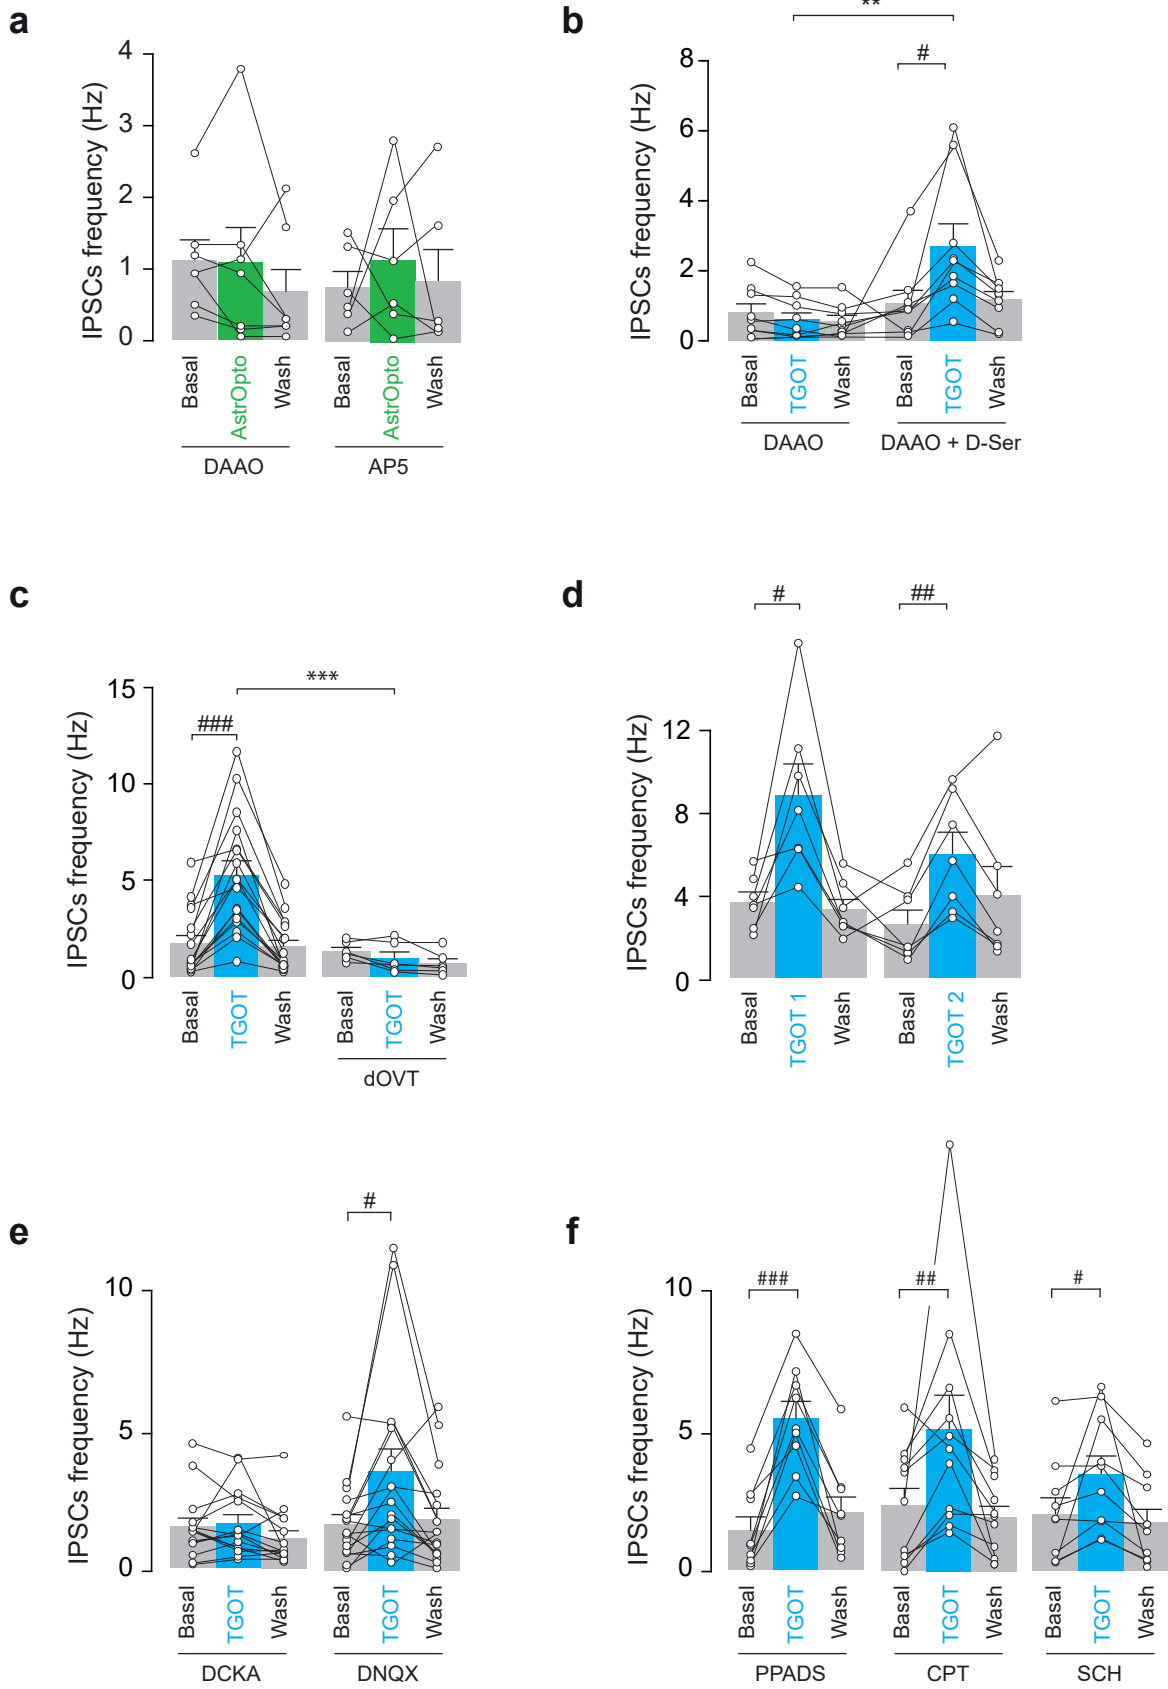 a
IPSCs frequency (Hz)
4
3
2
1
0
Basal
AstrOpto
Wash
Basal
AstrOpto
Wash
DAAO
AP5
b
**
#
IPSCs frequency (Hz)
8
6
4
2
0
Basal
TGOT
Wash
Basal
TGOT
Wash
DAAO
DAAO + D-Ser
c
***
###
IPSCs frequency (Hz)
15
10
5
0
Basal
TGOT
Wash
Basal
TGOT
Wash
dOVT
d
#
##
IPSCs frequency (Hz)
12
8
4
0
Basal
TGOT 1
Wash
Basal
TGOT 2
Wash
e
#
IPSCs frequency (Hz)
10
5
0
Basal
TGOT
Wash
Basal
TGOT
Wash
DCKA
DNQX
f
###
##
#
IPSCs frequency (Hz)
10
5
0
Basal
TGOT
Wash
Basal
TGOT
Wash
Basal
TGOT
Wash
PPADS
CPT
SCH